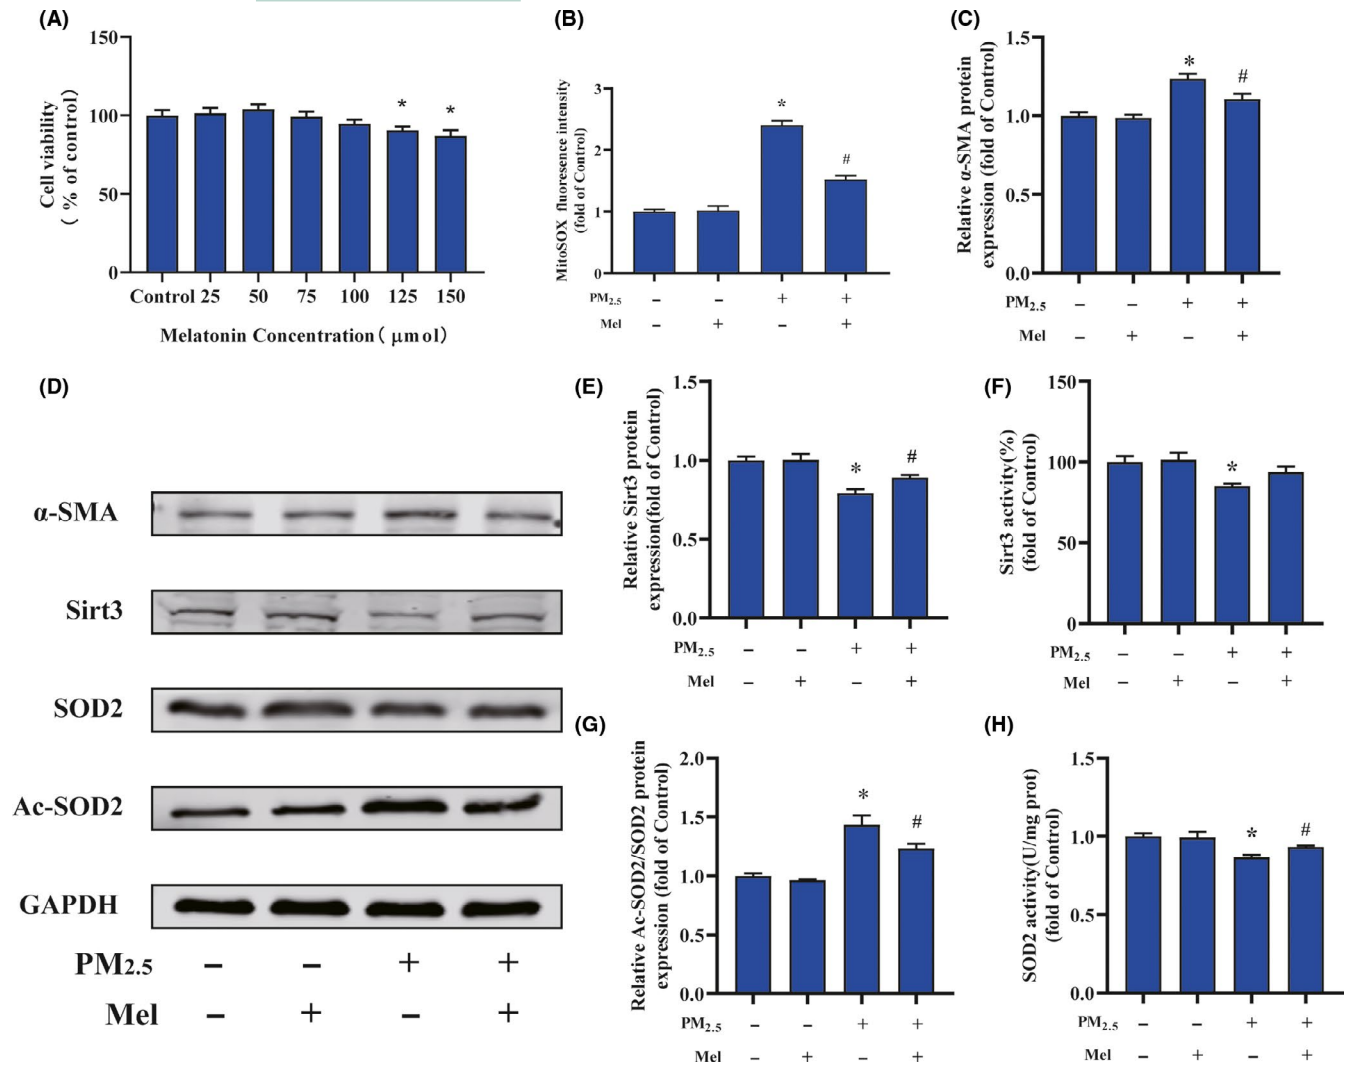 (A)
150
100
50
0
Cell viability
( % of control)
*
*
Control 25 50 75 100 125 150
Melatonin Concentration( μmol)
(B)
3
2
1
0
MitoSOX fluoresence intensity
(fold of Control)
*
#
PM2.5 – – + +
Mel – + – +
(C)
1.5
1.0
0.5
0.0
Relative α-SMA protein
expression (fold of Control)
*
#
PM2.5 – – + +
Mel – + – +
(D)
α-SMA
Sirt3
SOD2
Ac-SOD2
GAPDH
PM2.5 – – + +
Mel – + – +
(E)
1.5
1.0
0.5
0.0
Relative Sirt3 protein
expression(fold of Control)
*
#
PM2.5 – – + +
Mel – + – +
(F)
150
100
50
0
Sirt3 activity(%)
(fold of Control)
*
PM2.5 – – + +
Mel – + – +
(G)
2.0
1.5
1.0
0.5
0.0
Relative Ac-SOD2/SOD2 protein
expression (fold of Control)
*
#
PM2.5 – – + +
Mel – + – +
(H)
1.5
1.0
0.5
0.0
SOD2 activity(U/mg prot)
(fold of Control)
*
#
PM2.5 – – + +
Mel – + – +